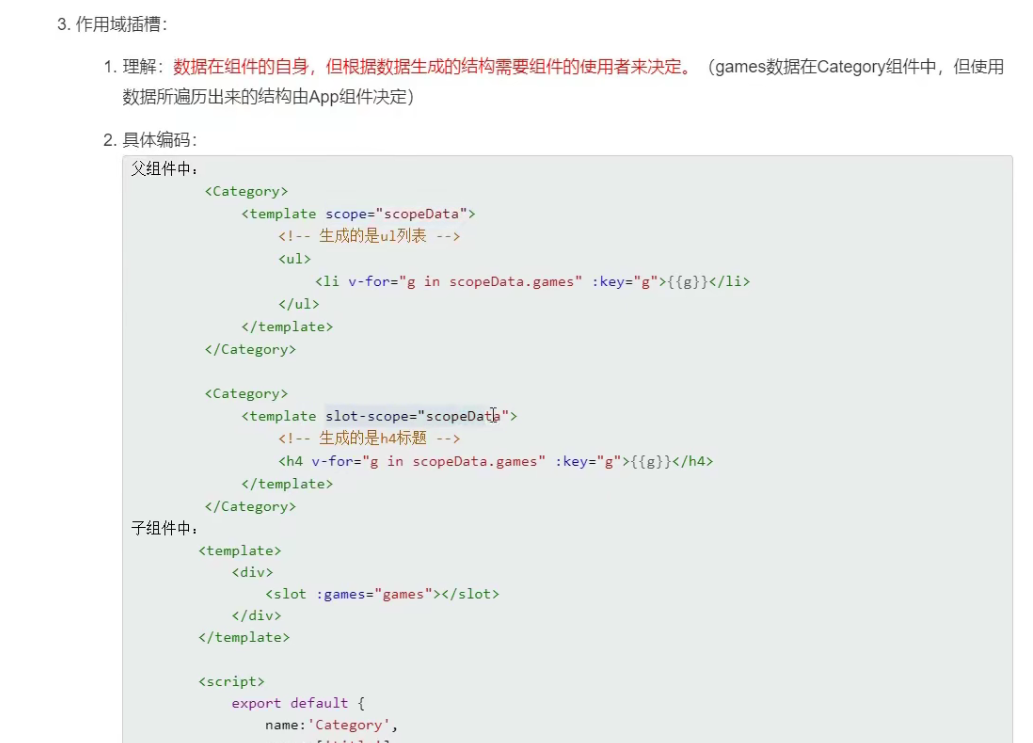 3. 作用域插槽：
1. 理解：数据在组件的自身，但根据数据生成的结构需要组件的使用者来决定。（games数据在Category组件中，但使用
数据所遍历出来的结构由App组件决定）
2. 具体编码：
父组件中：
<Category>
<template scope="scopeData">
<!-- 生成的是ul列表 -->
<ul>
<li v-for="g in scopeData.games" :key="g">{{g}}</li>
</ul>
</template>
</Category>
<Category>
<template slot-scope="scopeData">
<!-- 生成的是h4标题 -->
<h4 v-for="g in scopeData.games" :key="g">{{g}}</h4>
</template>
</Category>
子组件中：
<template>
<div>
<slot :games="games"></slot>
</div>
</template>
<script>
export default {
name:'Category',